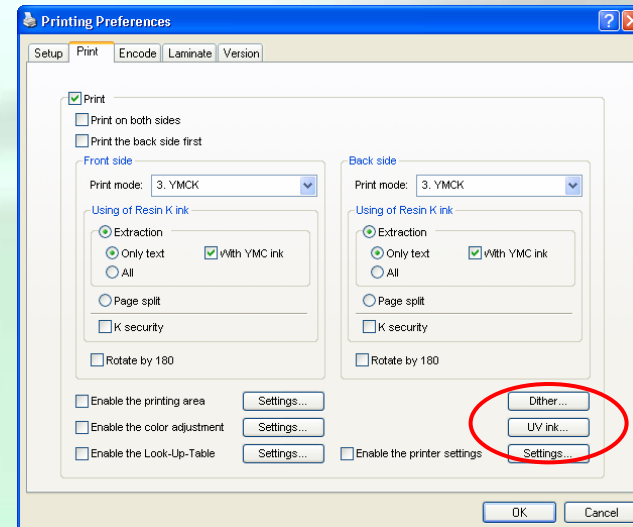 Printing Preferences
Setup Print Encode Laminate Version
Print
Print on both sides
Print the back side first
Front side
Print mode: 3. YMCK
Using of Resin K ink
Extraction
Only text With YMC ink
All
Page split
K security
Rotate by 180
Back side
Print mode: 3. YMCK
Using of Resin K ink
Extraction
Only text With YMC ink
All
Page split
K security
Rotate by 180
Enable the printing area Settings... Dither...
Enable the color adjustment Settings... UV ink...
Enable the Look-Up-Table Settings... Enable the printer settings Settings...
OK Cancel